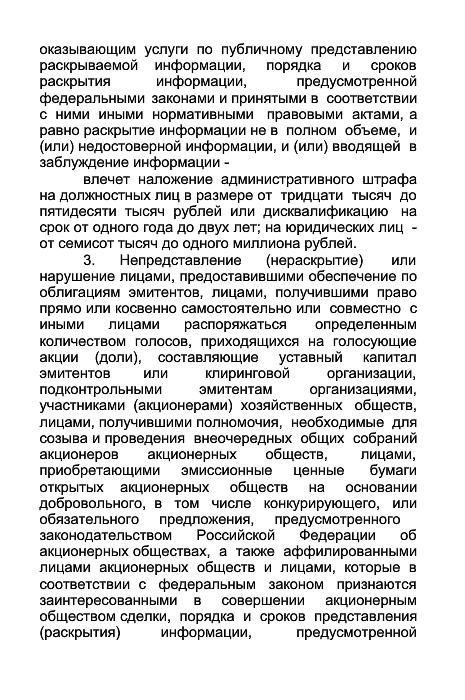 оказывающим услуги по публичному представлению
раскрываемой информации, порядка и сроков
раскрытия информации, предусмотренной
федеральными законами и принятыми в соответствии
с ними иными нормативными правовыми актами, а
равно раскрытие информации не в полном объеме, и
(или) недостоверной информации, и (или) вводящей в
заблуждение информации -
влечет наложение административного штрафа
на должностных лиц в размере от тридцати тысяч до
пятидесяти тысяч рублей или дисквалификацию на
срок от одного года до двух лет; на юридических лиц -
от семисот тысяч до одного миллиона рублей.
3. Непредставление (нераскрытие) или
нарушение лицами, предоставившими обеспечение по
облигациям эмитентов, лицами, получившими право
прямо или косвенно самостоятельно или совместно с
иными лицами распоряжаться определенным
количеством голосов, приходящихся на голосующие
акции (доли), составляющие уставный капитал
эмитентов или клиринговой организации,
подконтрольными эмитентам организациями,
участниками (акционерами) хозяйственных обществ,
лицами, получившими полномочия, необходимые для
созыва и проведения внеочередных общих собраний
акционеров акционерных обществ, лицами,
приобретающими эмиссионные ценные бумаги
открытых акционерных обществ на основании
добровольного, в том числе конкурирующего, или
обязательного предложения, предусмотренного
законодательством Российской Федерации об
акционерных обществах, а также аффилированными
лицами акционерных обществ и лицами, которые в
соответствии с федеральным законом признаются
заинтересованными в совершении акционерным
обществом сделки, порядка и сроков представления
(раскрытия) информации, предусмотренной